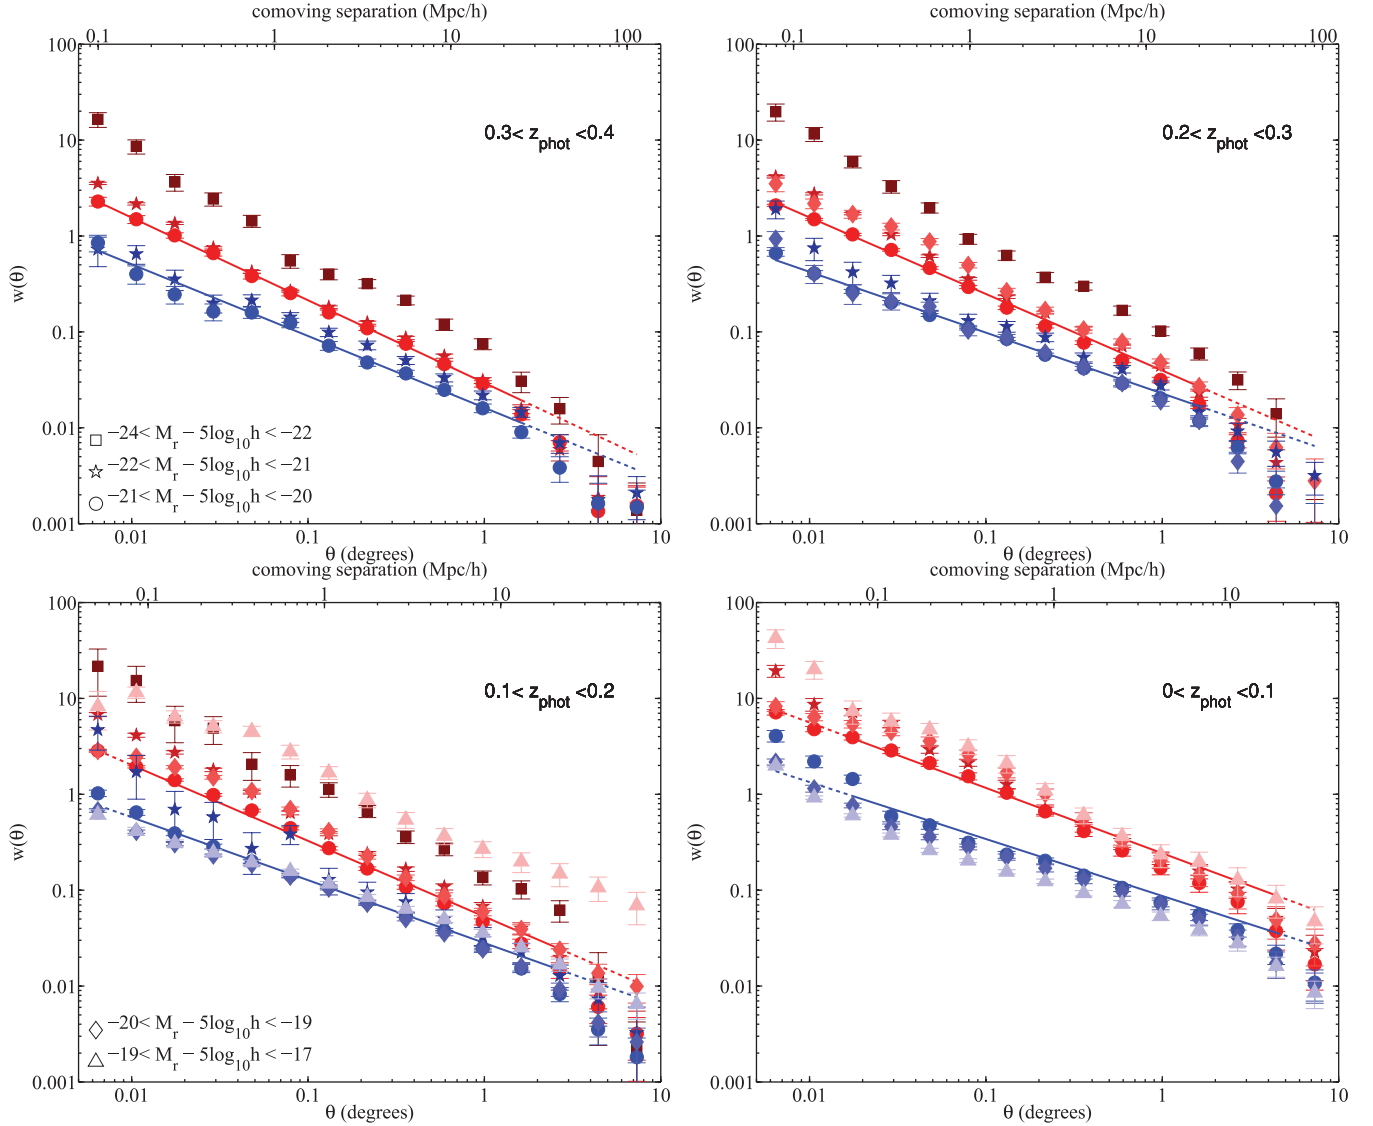 comoving separation (Mpc/h)
0.1 1 10 100
100
10
1
0.1
0.01
0.001
w(θ)
0.3< z_phot <0.4
−24< M_r − 5log_10h <−22
−22< M_r − 5log_10h <−21
−21< M_r − 5log_10h <−20
0.01 0.1 1 10
θ (degrees)
comoving separation (Mpc/h)
0.1 1 10 100
100
10
1
0.1
0.01
0.001
w(θ)
0.2< z_phot <0.3
0.01 0.1 1 10
θ (degrees)
comoving separation (Mpc/h)
0.1 1 10
100
10
1
0.1
0.01
0.001
w(θ)
0.1< z_phot <0.2
−20< M_r − 5log_10h <−19
−19< M_r − 5log_10h <−17
0.01 0.1 1 10
θ (degrees)
comoving separation (Mpc/h)
0.1 1 10
100
10
1
0.1
0.01
0.001
w(θ)
0< z_phot <0.1
0.01 0.1 1 10
θ (degrees)